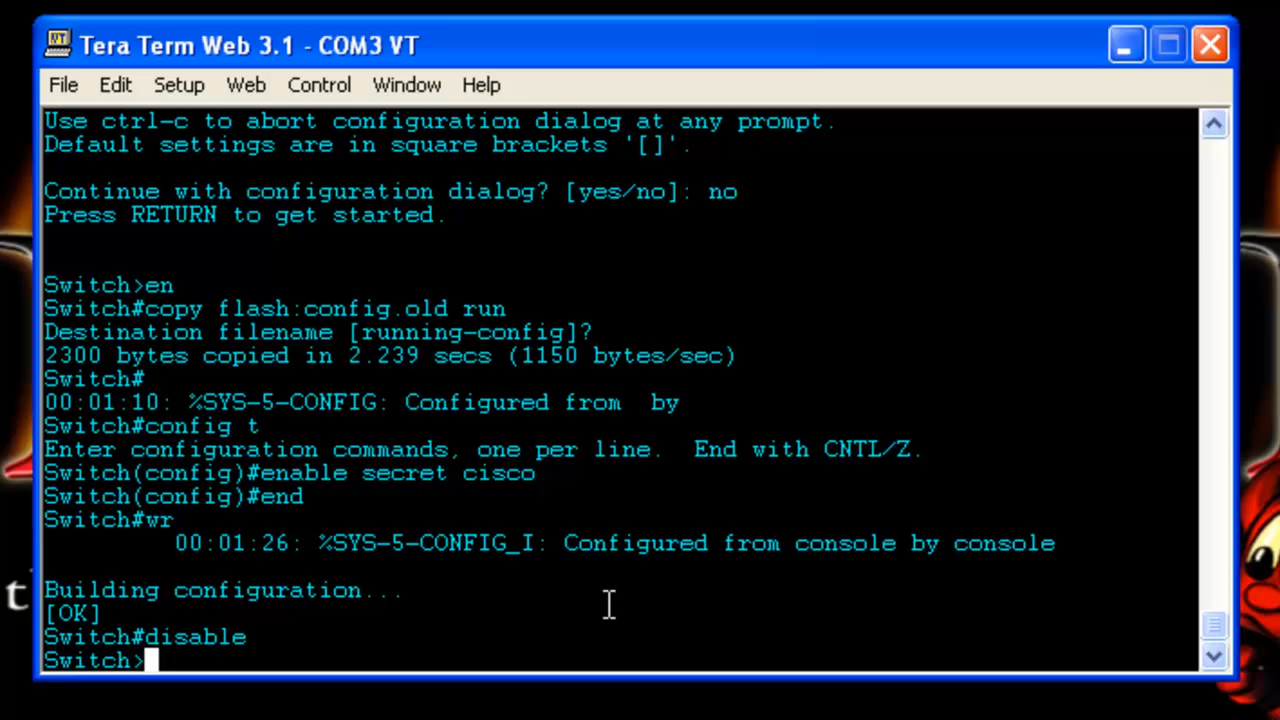 Tera Term Web 3.1 - COM3 VT
File Edit Setup Web Control Window Help
Use ctrl-c to abort configuration dialog at any prompt.
Default settings are in square brackets '[]'.
Continue with configuration dialog? [yes/no]: no
Press RETURN to get started.
Switch>en
Switch#copy flash:config.old run
Destination filename [running-config]?
2300 bytes copied in 2.239 secs (1150 bytes/sec)
Switch#
00:01:10: %SYS-5-CONFIG: Configured from  by
Switch#config t
Enter configuration commands, one per line.  End with CNTL/Z.
Switch(config)#enable secret cisco
Switch(config)#end
Switch#wr
00:01:26: %SYS-5-CONFIG_I: Configured from console by console
Building configuration...
[OK]
Switch#disable
Switch>